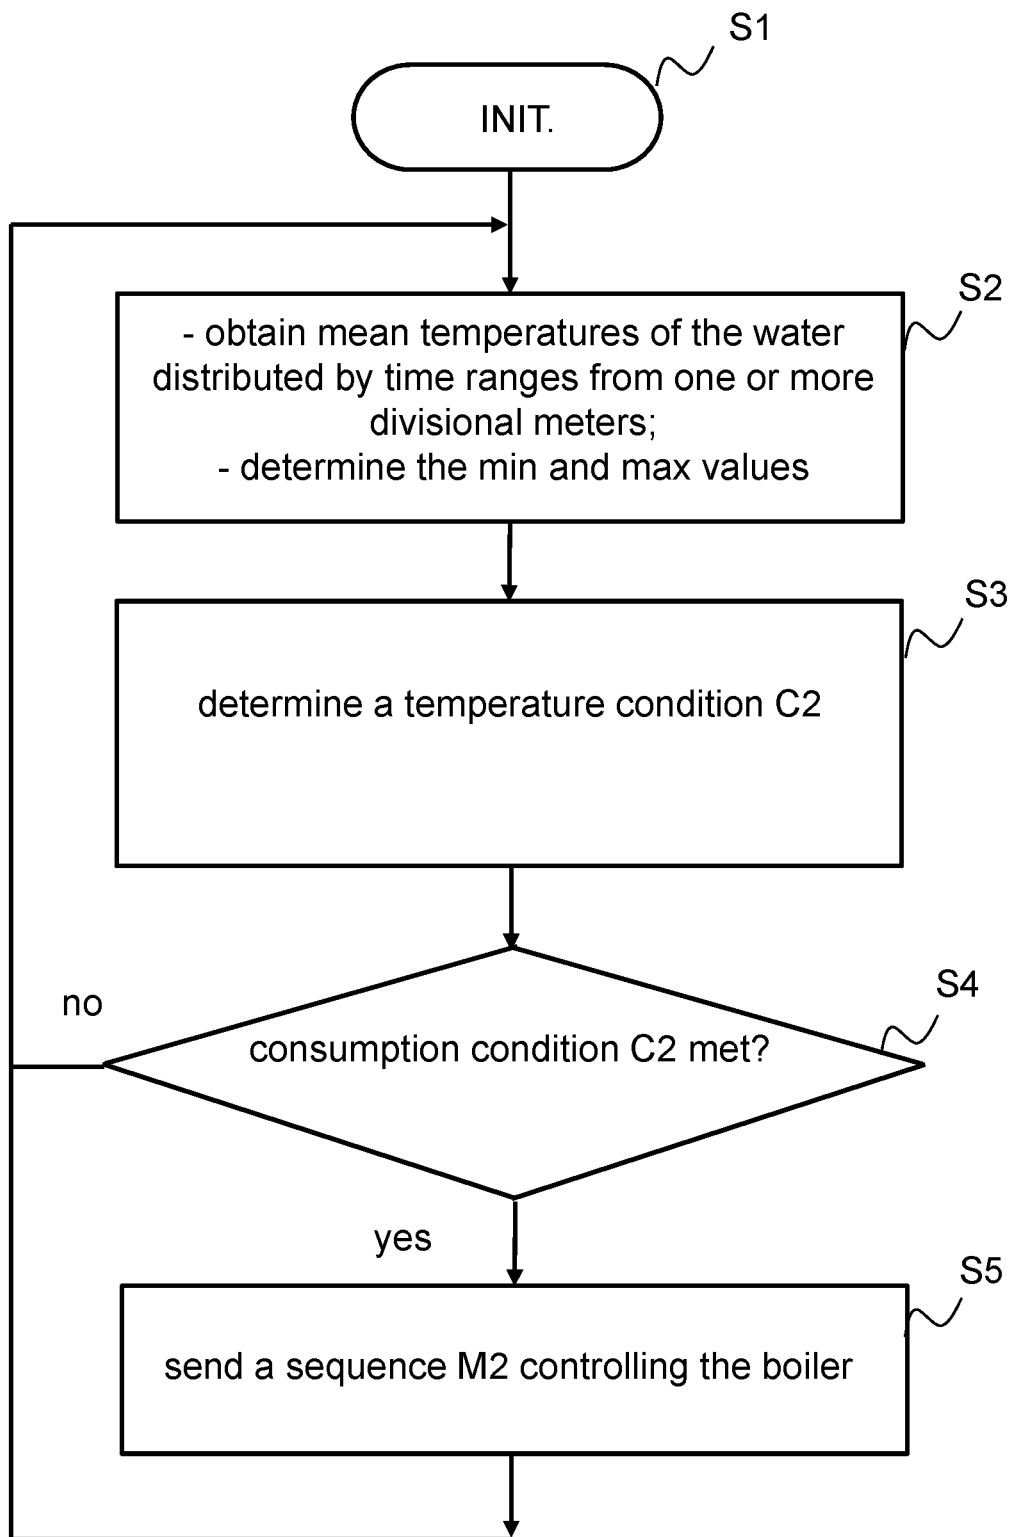 S1
INIT.
S2
- obtain mean temperatures of the water
distributed by time ranges from one or more
divisional meters;
- determine the min and max values
S3
determine a temperature condition C2
no
S4
consumption condition C2 met?
yes
S5
send a sequence M2 controlling the boiler